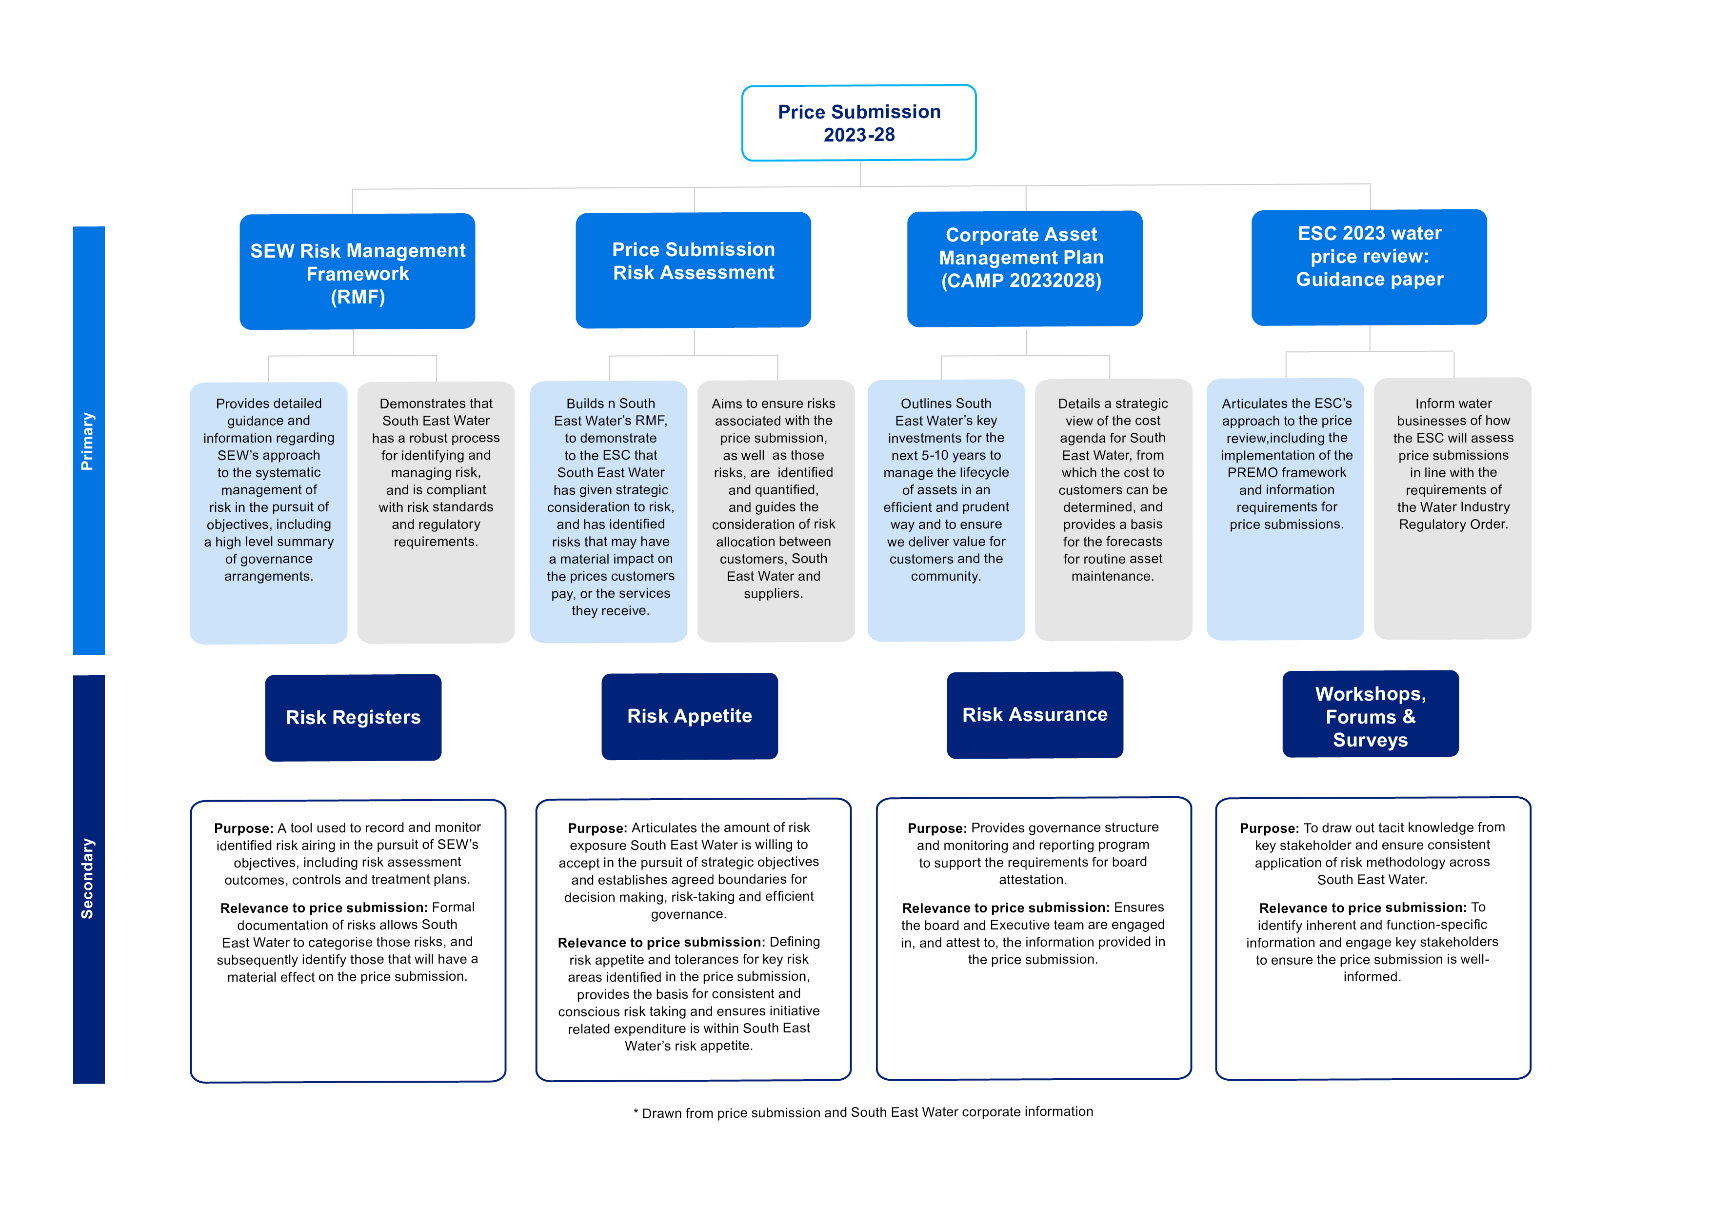 Price Submission
2023-28
SEW Risk Management
Framework
(RMF)
Price Submission
Risk Assessment
Corporate Asset
Management Plan
(CAMP 20232028)
ESC 2023 water
price review:
Guidance paper
Primary
Provides detailed
guidance and
information regarding
SEW's approach
to the systematic
management of
risk in the pursuit of
objectives, including
a high level summary
of governance
arrangements.
Demonstrates that
South East Water
has a robust process
for identifying and
managing risk,
and is compliant
with risk standards
and regulatory
requirements.
Builds n South
East Water's RMF,
to demonstrate
to the ESC that
South East Water
has given strategic
consideration to risk,
and has identified
risks that may have
a material impact on
the prices customers
pay, or the services
they receive.
Aims to ensure risks
associated with the
price submission,
as well  as those
risks, are  identified
and quantified,
and guides the
consideration of risk
allocation between
customers, South
East Water and
suppliers.
Outlines South
East Water's key
investments for the
next 5-10 years to
manage the lifecycle
of assets in an
efficient and prudent
way and to ensure
we deliver value for
customers and the
community.
Details a strategic
view of the cost
agenda for South
East Water, from
which the cost to
customers can be
determined, and
provides a basis
for the forecasts
for routine asset
maintenance.
Articulates the ESC's
approach to the price
review,including the
implementation of the
PREMO framework
and information
requirements for
price submissions.
Inform water
businesses of how
the ESC will assess
price submissions
in line with the
requirements of
the Water Industry
Regulatory Order.
Secondary
Risk Registers
Risk Appetite
Risk Assurance
Workshops,
Forums &
Surveys
Purpose: A tool used to record and monitor
identified risk airing in the pursuit of SEW's
objectives, including risk assessment
outcomes, controls and treatment plans.
Relevance to price submission: Formal
documentation of risks allows South
East Water to categorise those risks, and
subsequently identify those that will have a
material effect on the price submission.
Purpose: Articulates the amount of risk
exposure South East Water is willing to
accept in the pursuit of strategic objectives
and establishes agreed boundaries for
decision making, risk-taking and efficient
governance.
Relevance to price submission: Defining
risk appetite and tolerances for key risk
areas identified in the price submission,
provides the basis for consistent and
conscious risk taking and ensures initiative
related expenditure is within South East
Water's risk appetite.
Purpose: Provides governance structure
and monitoring and reporting program
to support the requirements for board
attestation.
Relevance to price submission: Ensures
the board and Executive team are engaged
in, and attest to, the information provided in
the price submission.
Purpose: To draw out tacit knowledge from
key stakeholder and ensure consistent
application of risk methodology across
South East Water.
Relevance to price submission: To
identify inherent and function-specific
information and engage key stakeholders
to ensure the price submission is well-
informed.
* Drawn from price submission and South East Water corporate information